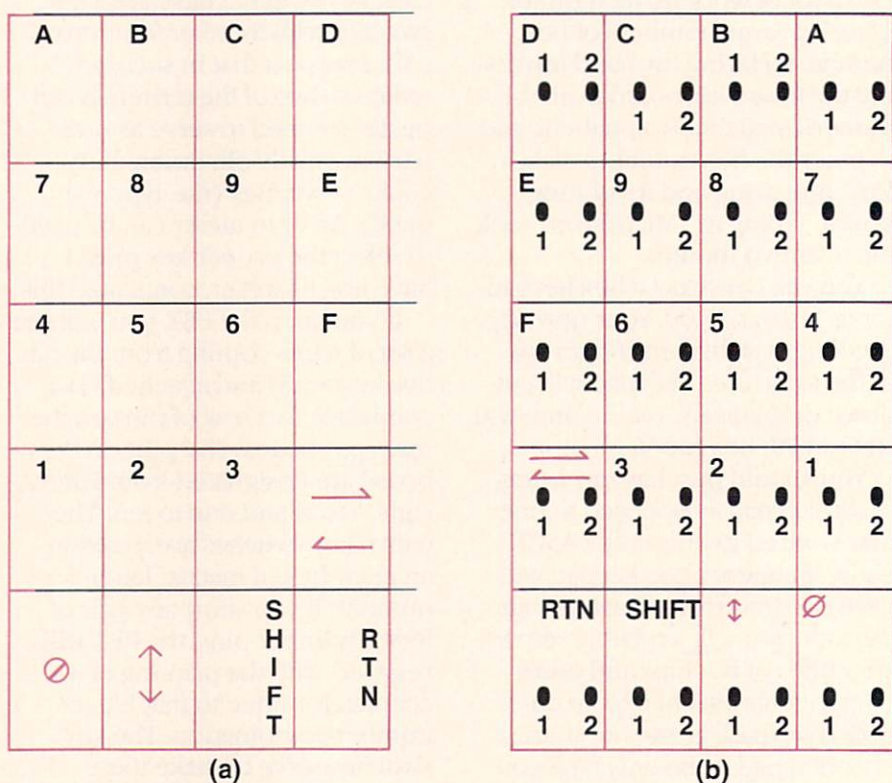 A B C D
7 8 9 E
4 5 6 F
1 2 3
Ø SHIFT RTN
(a)
D C B A
1 2 1 2
1 2 1 2
E 9 8 7
1 2 1 2 1 2 1 2
F 6 5 4
1 2 1 2 1 2 1 2
3 2 1
1 2 1 2 1 2 1 2
RTN SHIFT Ø
1 2 1 2 1 2 1 2
(b)